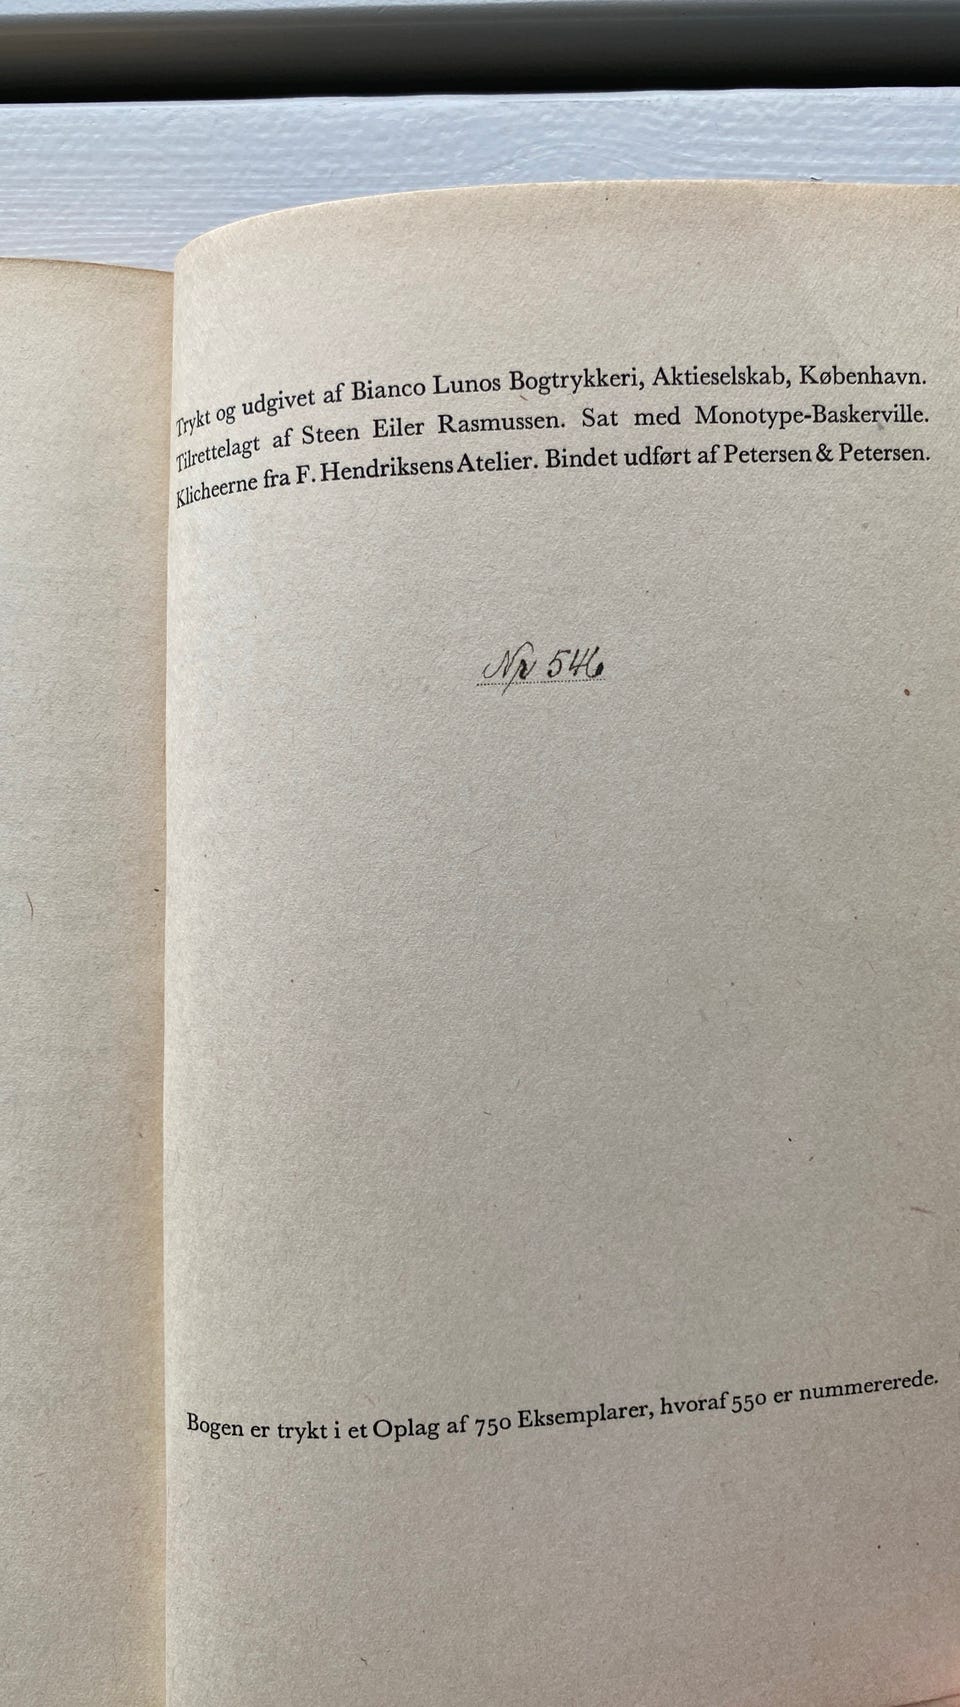 Trykt og udgivet af Bianco Lunos Bogtrykkeri, Aktieselskab, København.
Tilrettelagt af Steen Eiler Rasmussen. Sat med Monotype-Baskerville.
Klicheerne fra F. Hendriksens Atelier. Bindet udført af Petersen & Petersen.
Nr 546
Bogen er trykt i et Oplag af 750 Eksemplarer, hvoraf 550 er nummererede.